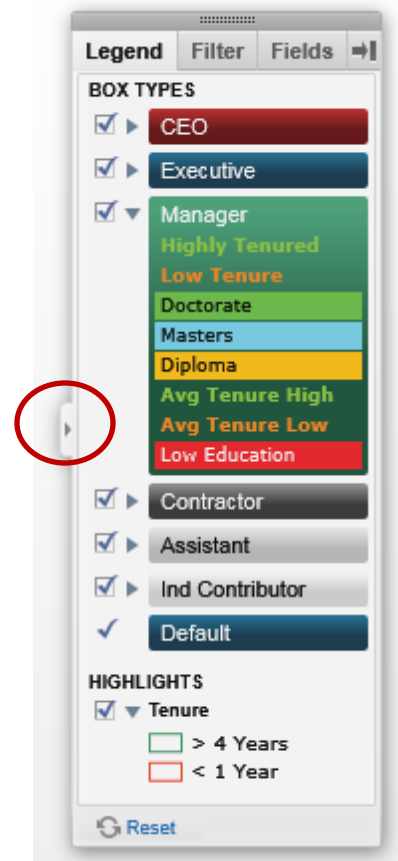 Legend Filter Fields
BOX TYPES
CEO
Executive
Manager
Highly Tenured
Low Tenure
Doctorate
Masters
Diploma
Avg Tenure High
Avg Tenure Low
Low Education
Contractor
Assistant
Ind Contributor
Default
HIGHLIGHTS
Tenure
> 4 Years
< 1 Year
Reset